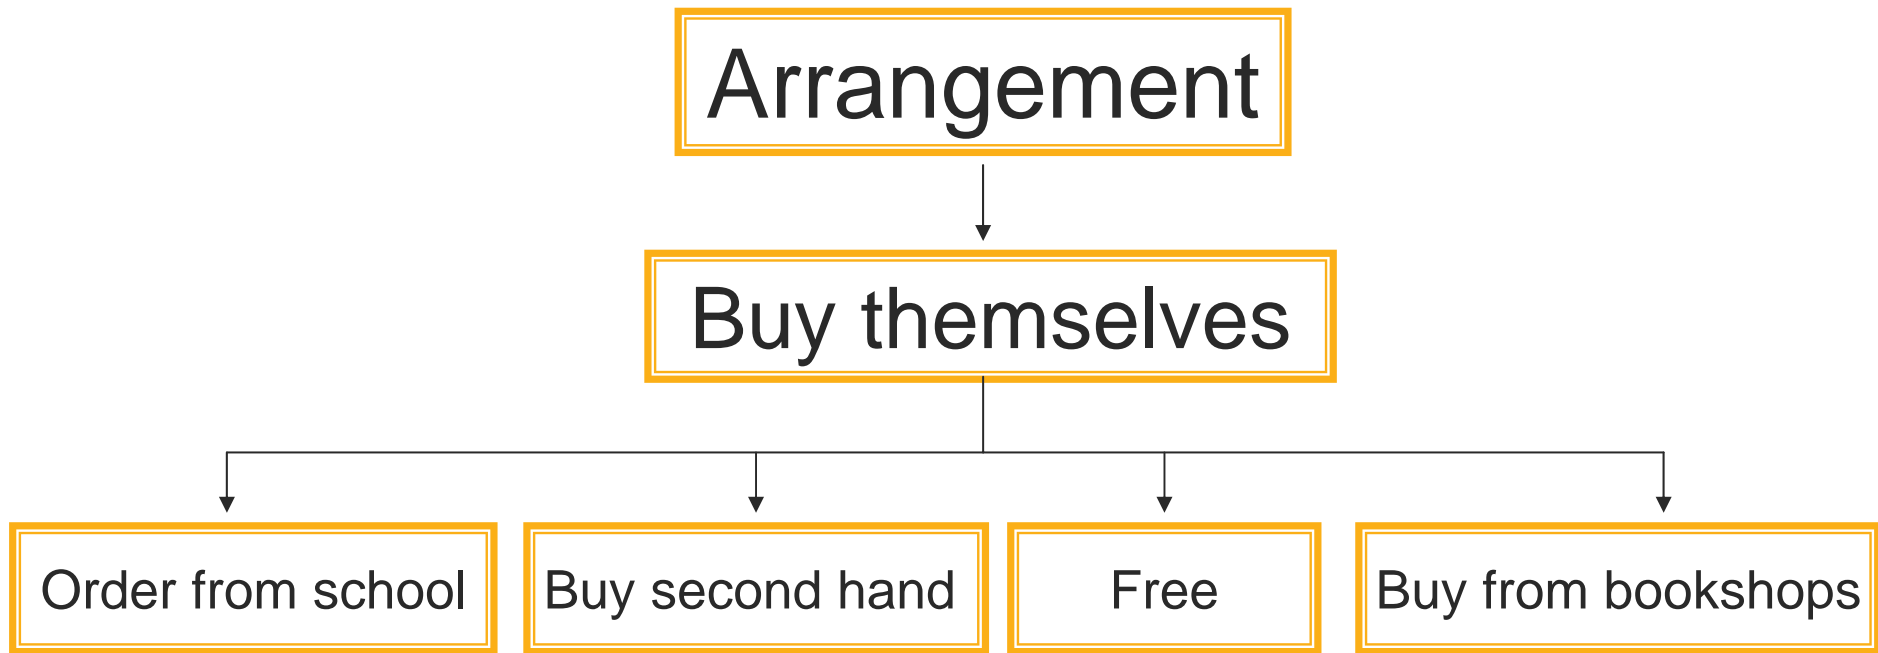 Arrangement
Buy themselves
Order from school
Buy second hand
Free
Buy from bookshops